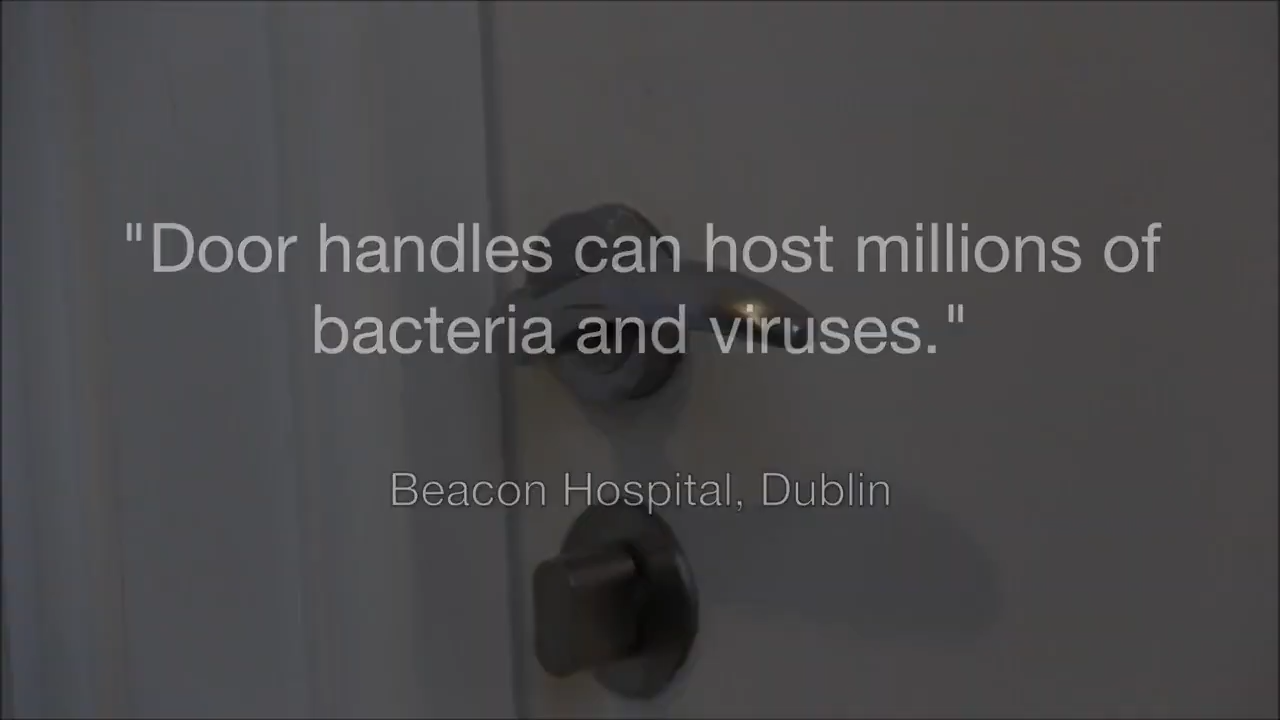 "Door handles can host millions of
bacteria and viruses."
Beacon Hospital, Dublin